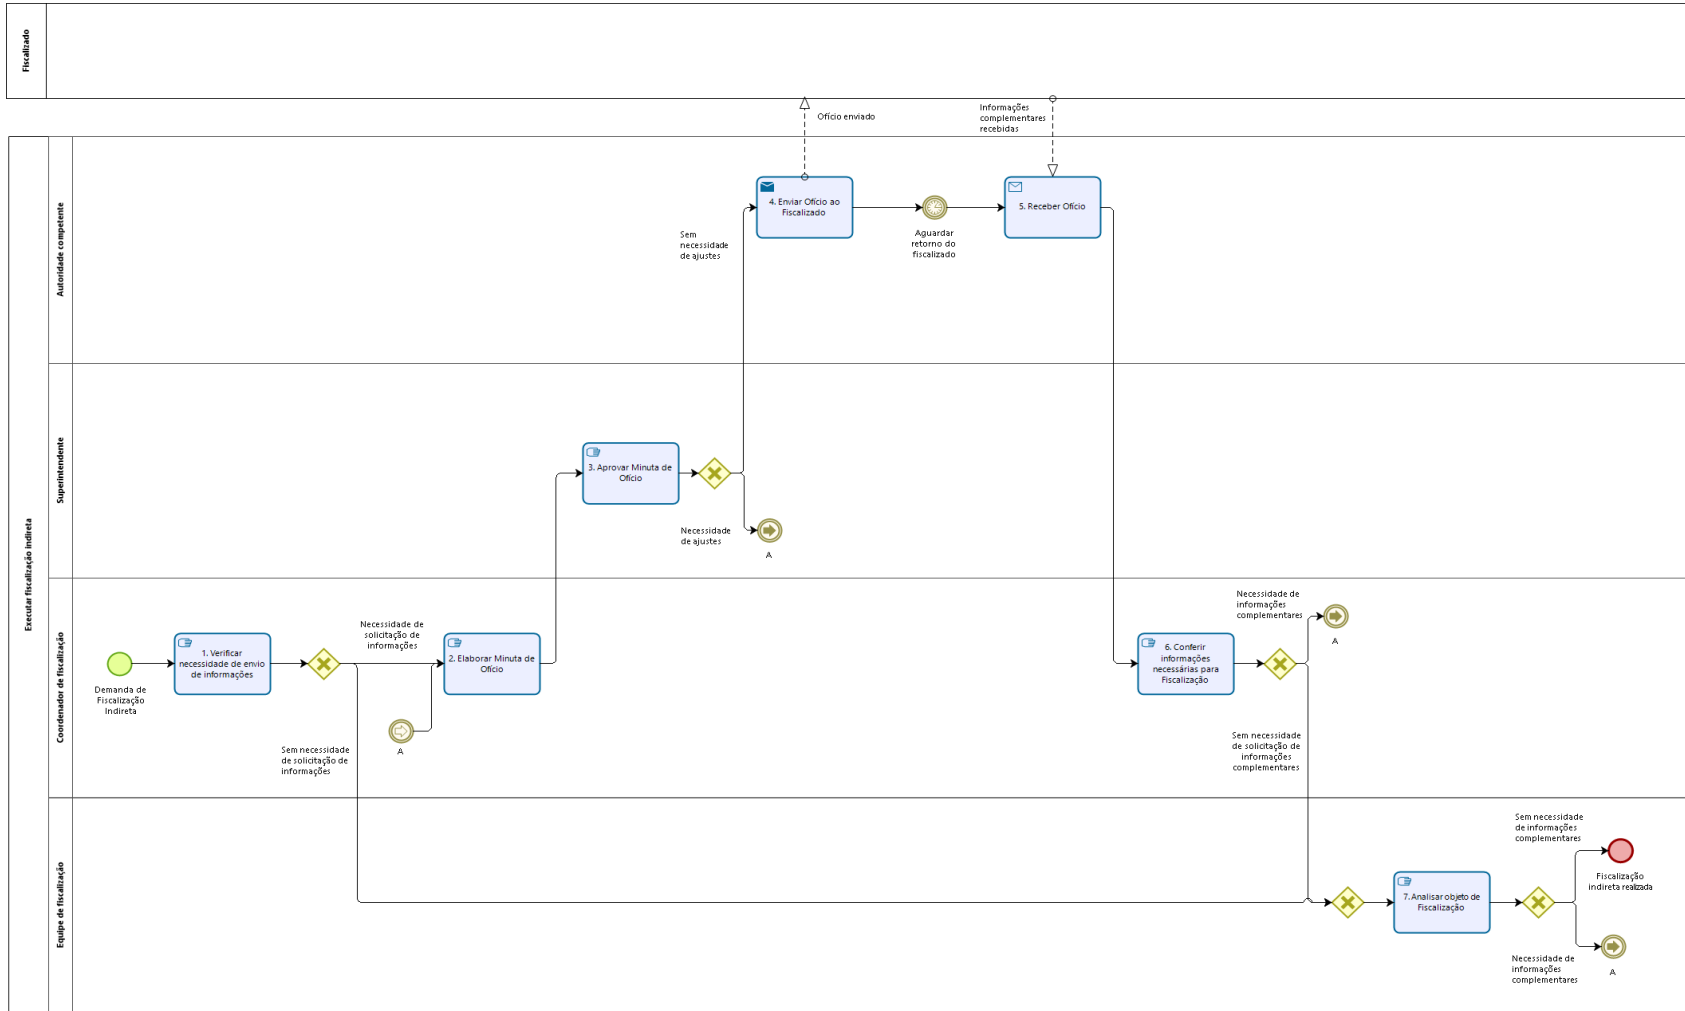 Fiscalizado
Ofício enviado
Informações
complementares
recebidas
Executar fiscalização indireta
Autoridade competente
4. Enviar Ofício ao
Fiscalizado
5. Receber Ofício
Aguardar
retorno do
fiscalizado
Sem
necessidade
de ajustes
Superintendente
3. Aprovar Minuta de
Ofício
Necessidade
de ajustes
A
Coordenador de fiscalização
Demanda de
Fiscalização
Indireta
1. Verificar
necessidade de envio
de informações
Necessidade de
solicitação de
informações
2. Elaborar Minuta de
Ofício
A
Sem necessidade
de solicitação de
informações
6. Conferir
informações
necessárias para
Fiscalização
Necessidade de
informações
complementares
A
Sem necessidade
de solicitação de
informações
complementares
Equipe de fiscalização
7. Analisar objeto de
Fiscalização
Sem necessidade
de informações
complementares
Fiscalização
indireta realizada
Necessidade de
informações
complementares
A